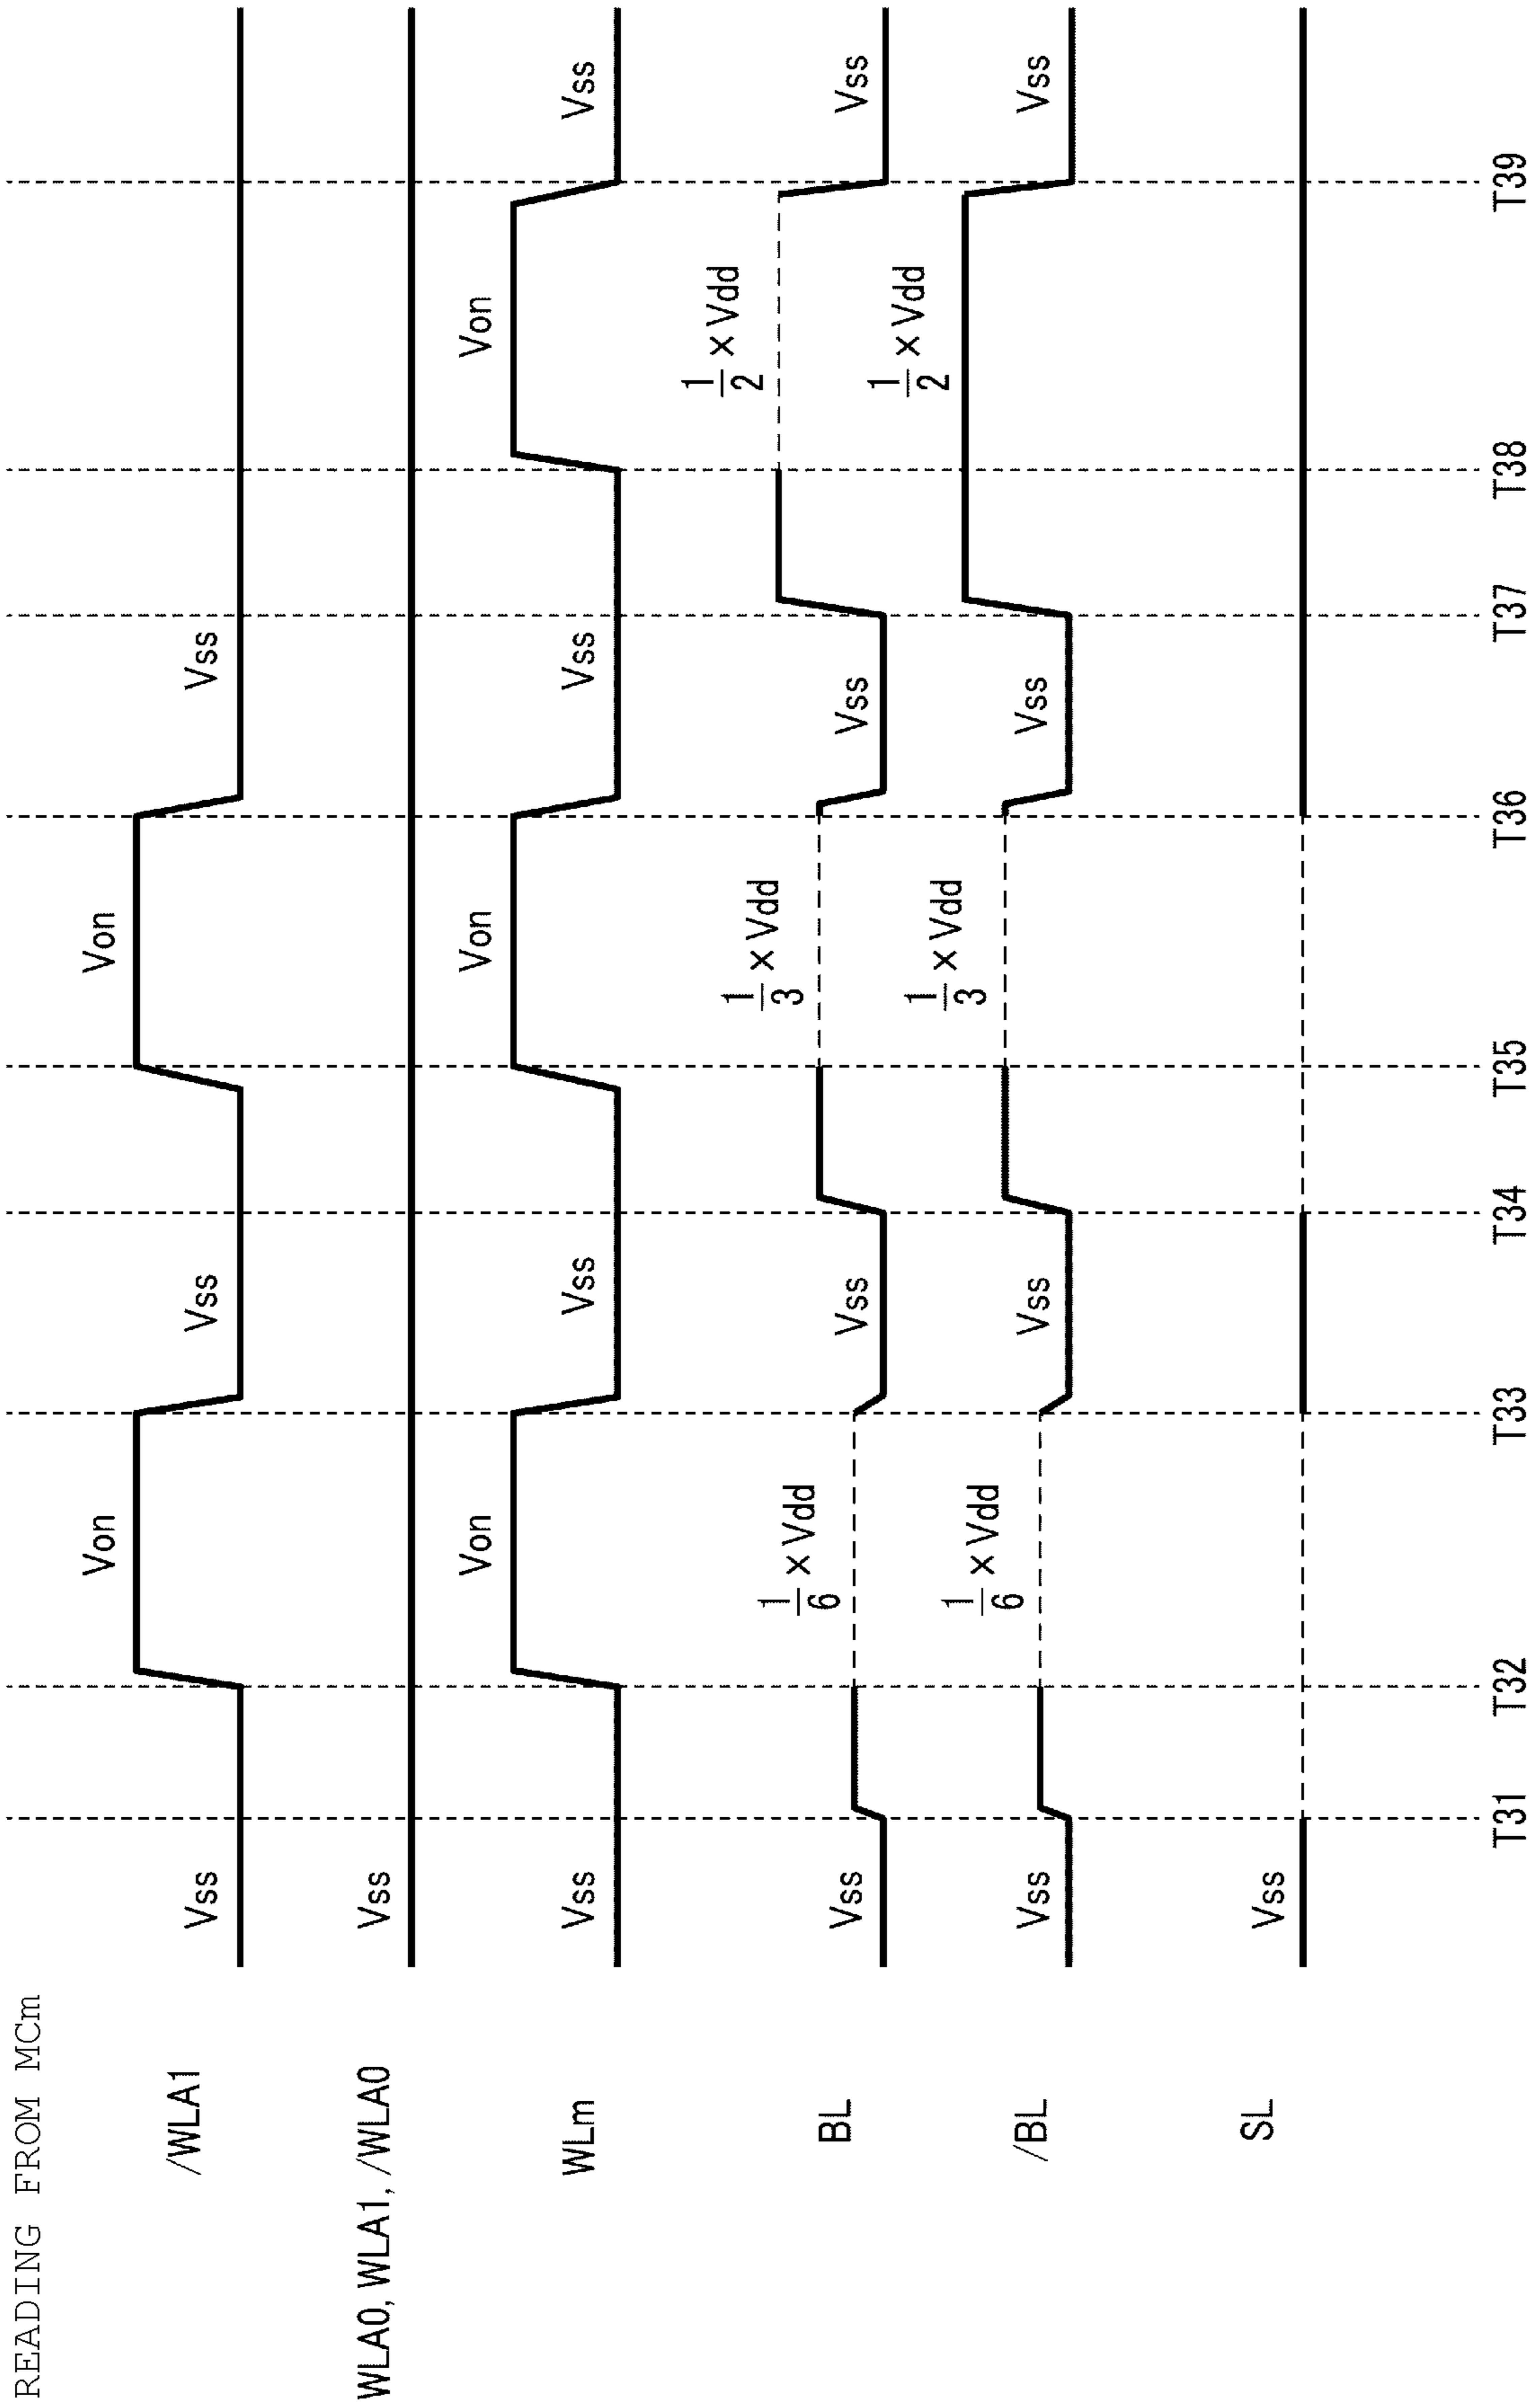 READING FROM MCm
/WLA1 Vss Von Vss Von Vss
WLA0, WLA1, /WLA0 Vss
WLm Vss Von Vss Von Vss Von Vss
BL Vss 1/6 × Vdd Vss 1/3 × Vdd Vss 1/2 × Vdd Vss
/BL Vss 1/6 × Vdd Vss 1/3 × Vdd Vss 1/2 × Vdd Vss
SL Vss
T31 T32 T33 T34 T35 T36 T37 T38 T39